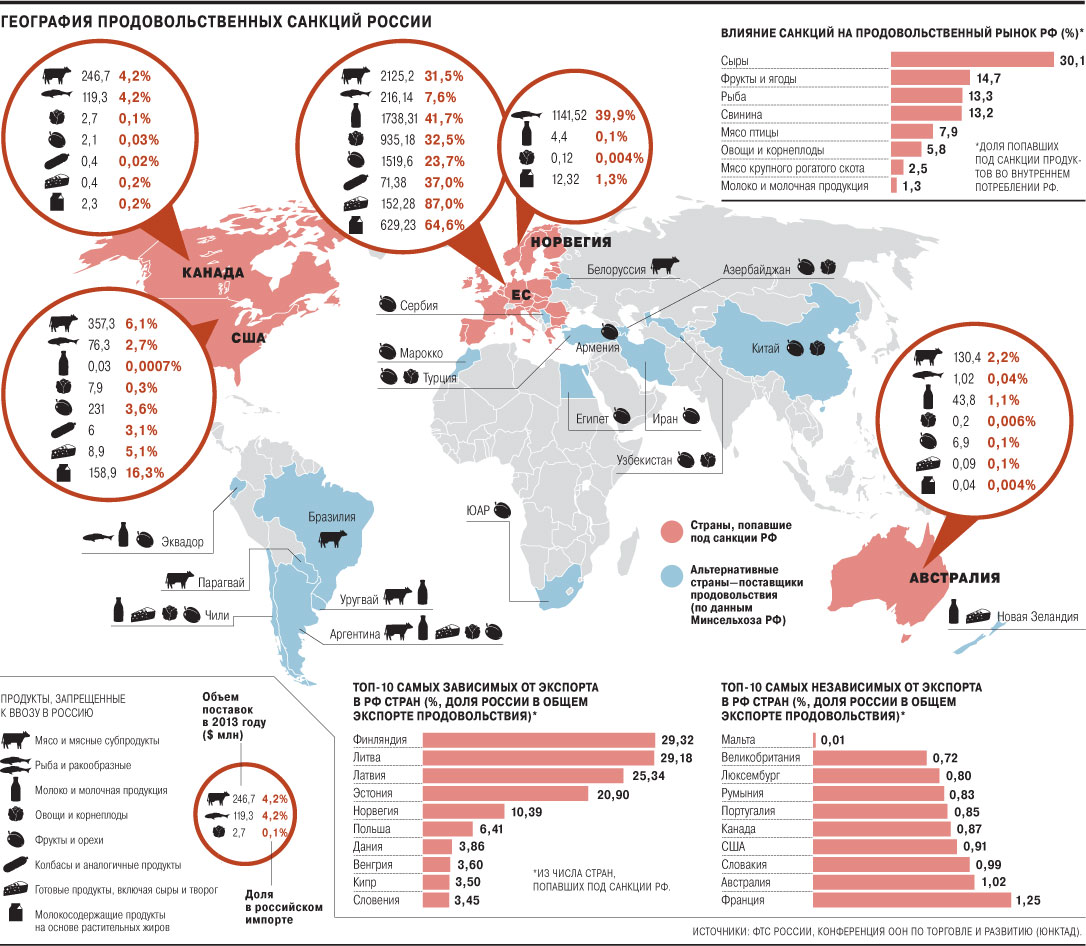 ГЕОГРАФИЯ ПРОДОВОЛЬСТВЕННЫХ САНКЦИЙ РОССИИ
246,7 4,2%
119,3 4,2%
2,7 0,1%
2,1 0,03%
0,4 0,02%
0,4 0,2%
2,3 0,2%
2125,2 31,5%
216,14 7,6%
1738,31 41,7%
935,18 32,5%
1519,6 23,7%
71,38 37,0%
152,28 87,0%
629,23 64,6%
1141,52 39,9%
4,4 0,1%
0,12 0,004%
12,32 1,3%
ВЛИЯНИЕ САНКЦИЙ НА ПРОДОВОЛЬСТВЕННЫЙ РЫНОК РФ (%)*
Сыры 30,1
Фрукты и ягоды 14,7
Рыба 13,3
Свинина 13,2
Мясо птицы 7,9
Овощи и корнеплоды 5,8
Мясо крупного рогатого скота 2,5
Молоко и молочная продукция 1,3
*ДОЛЯ ПОПАВШИХ
ПОД САНКЦИИ ПРОДУК-
ТОВ ВО ВНУТРЕННЕМ
ПОТРЕБЛЕНИИ РФ.
КАНАДА
США
НОРВЕГИЯ
ЕС
Белоруссия
Азербайджан
Сербия
Марокко
Турция
Армения
Китай
Египет
Иран
Узбекистан
357,3 6,1%
76,3 2,7%
0,03 0,0007%
7,9 0,3%
231 3,6%
6 3,1%
8,9 5,1%
158,9 16,3%
130,4 2,2%
1,02 0,04%
43,8 1,1%
0,2 0,006%
6,9 0,1%
0,09 0,1%
0,04 0,004%
Бразилия
ЮАР
Эквадор
Парагвай
Уругвай
Чили
Аргентина
Страны, попавшие
под санкции РФ
Альтернативные
страны—поставщики
продовольствия
(по данным
Минсельхоза РФ)
АВСТРАЛИЯ
Новая Зеландия
ПРОДУКТЫ, ЗАПРЕЩЕННЫЕ
К ВВОЗУ В РОССИЮ
Мясо и мясные субпродукты
Рыба и ракообразные
Молоко и молочная продукция
Овощи и корнеплоды
Фрукты и орехи
Колбасы и аналогичные продукты
Готовые продукты, включая сыры и творог
Молокосодержащие продукты
на основе растительных жиров
Объем
поставок
в 2013 году
($ млн)
246,7 4,2%
119,3 4,2%
2,7 0,1%
Доля
в российском
импорте
ТОП-10 САМЫХ ЗАВИСИМЫХ ОТ ЭКСПОРТА
В РФ СТРАН (%, ДОЛЯ РОССИИ В ОБЩЕМ
ЭКСПОРТЕ ПРОДОВОЛЬСТВИЯ)*
Финляндия 29,32
Литва 29,18
Латвия 25,34
Эстония 20,90
Норвегия 10,39
Польша 6,41
Дания 3,86
Венгрия 3,60
Кипр 3,50
Словения 3,45
*ИЗ ЧИСЛА СТРАН,
ПОПАВШИХ ПОД САНКЦИИ РФ.
ТОП-10 САМЫХ НЕЗАВИСИМЫХ ОТ ЭКСПОРТА
В РФ СТРАН (%, ДОЛЯ РОССИИ В ОБЩЕМ
ЭКСПОРТЕ ПРОДОВОЛЬСТВИЯ)*
Мальта 0,01
Великобритания 0,72
Люксембург 0,80
Румыния 0,83
Португалия 0,85
Канада 0,87
США 0,91
Словакия 0,99
Австралия 1,02
Франция 1,25
ИСТОЧНИКИ: ФТС РОССИИ, КОНФЕРЕНЦИЯ ООН ПО ТОРГОВЛЕ И РАЗВИТИЮ (ЮНКТАД).